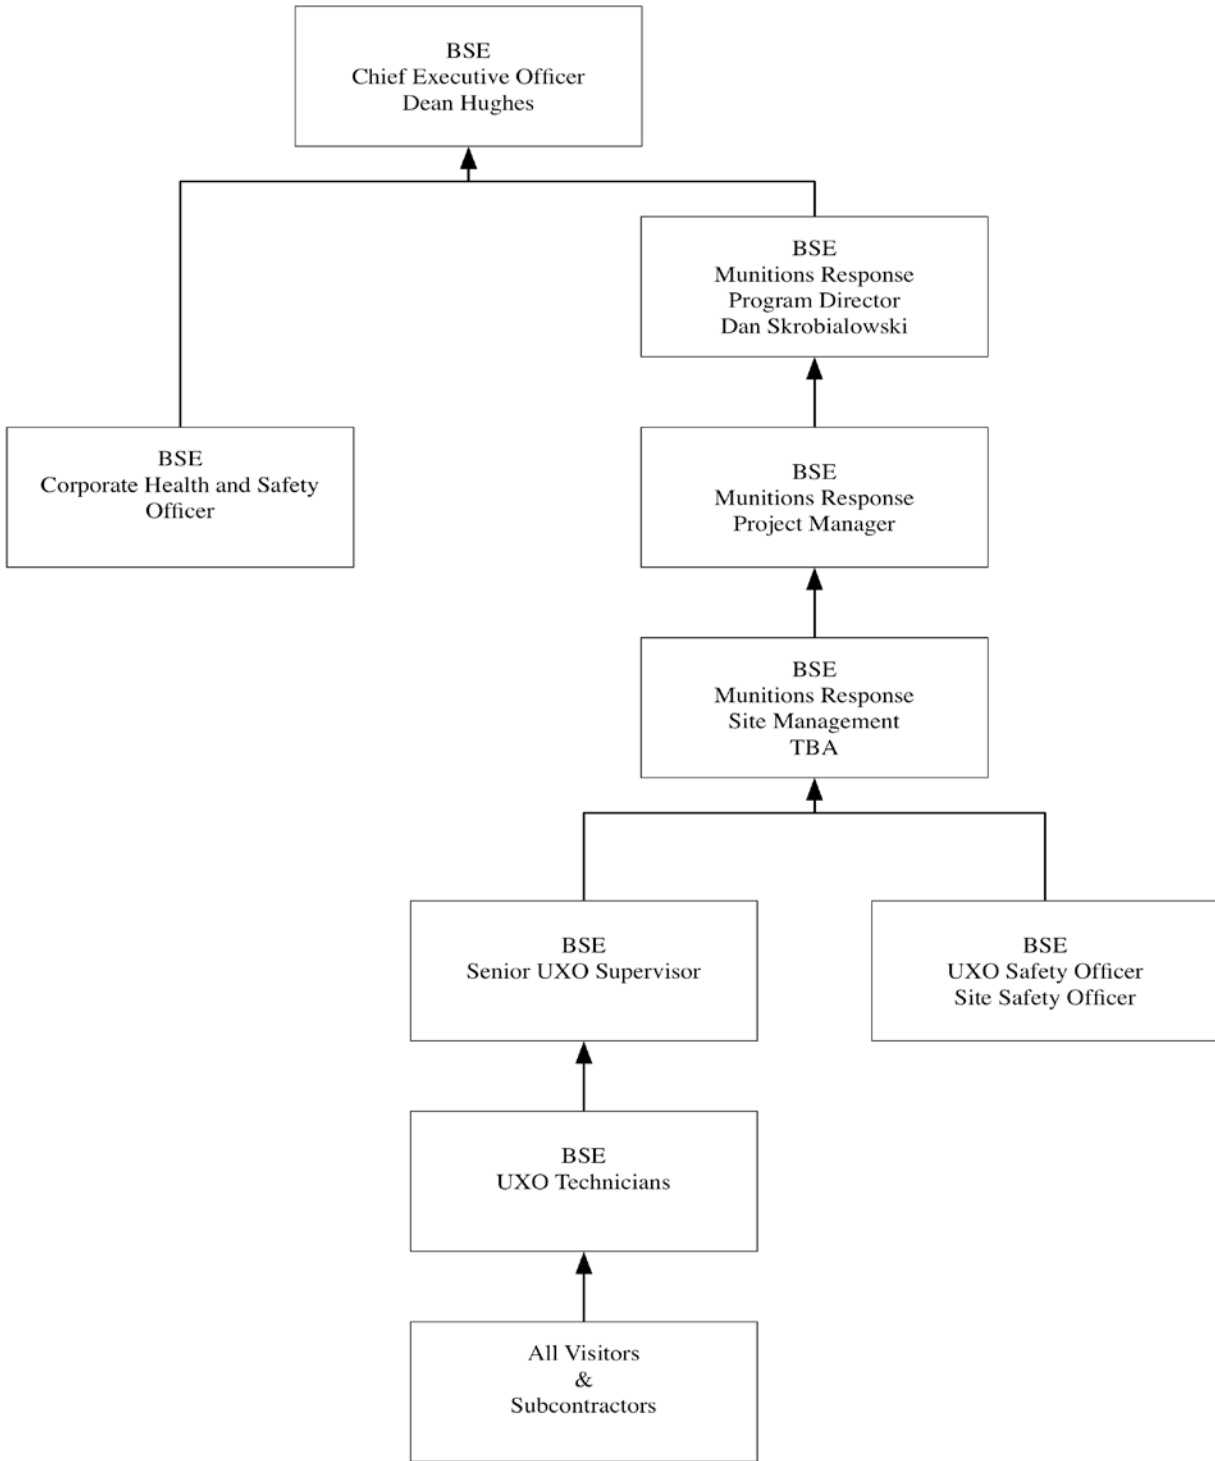 BSE
Chief Executive Officer
Dean Hughes
BSE
Munitions Response
Program Director
Dan Skrobialowski
BSE
Corporate Health and Safety
Officer
BSE
Munitions Response
Project Manager
BSE
Munitions Response
Site Management
TBA
BSE
Senior UXO Supervisor
BSE
UXO Safety Officer
Site Safety Officer
BSE
UXO Technicians
All Visitors
&
Subcontractors